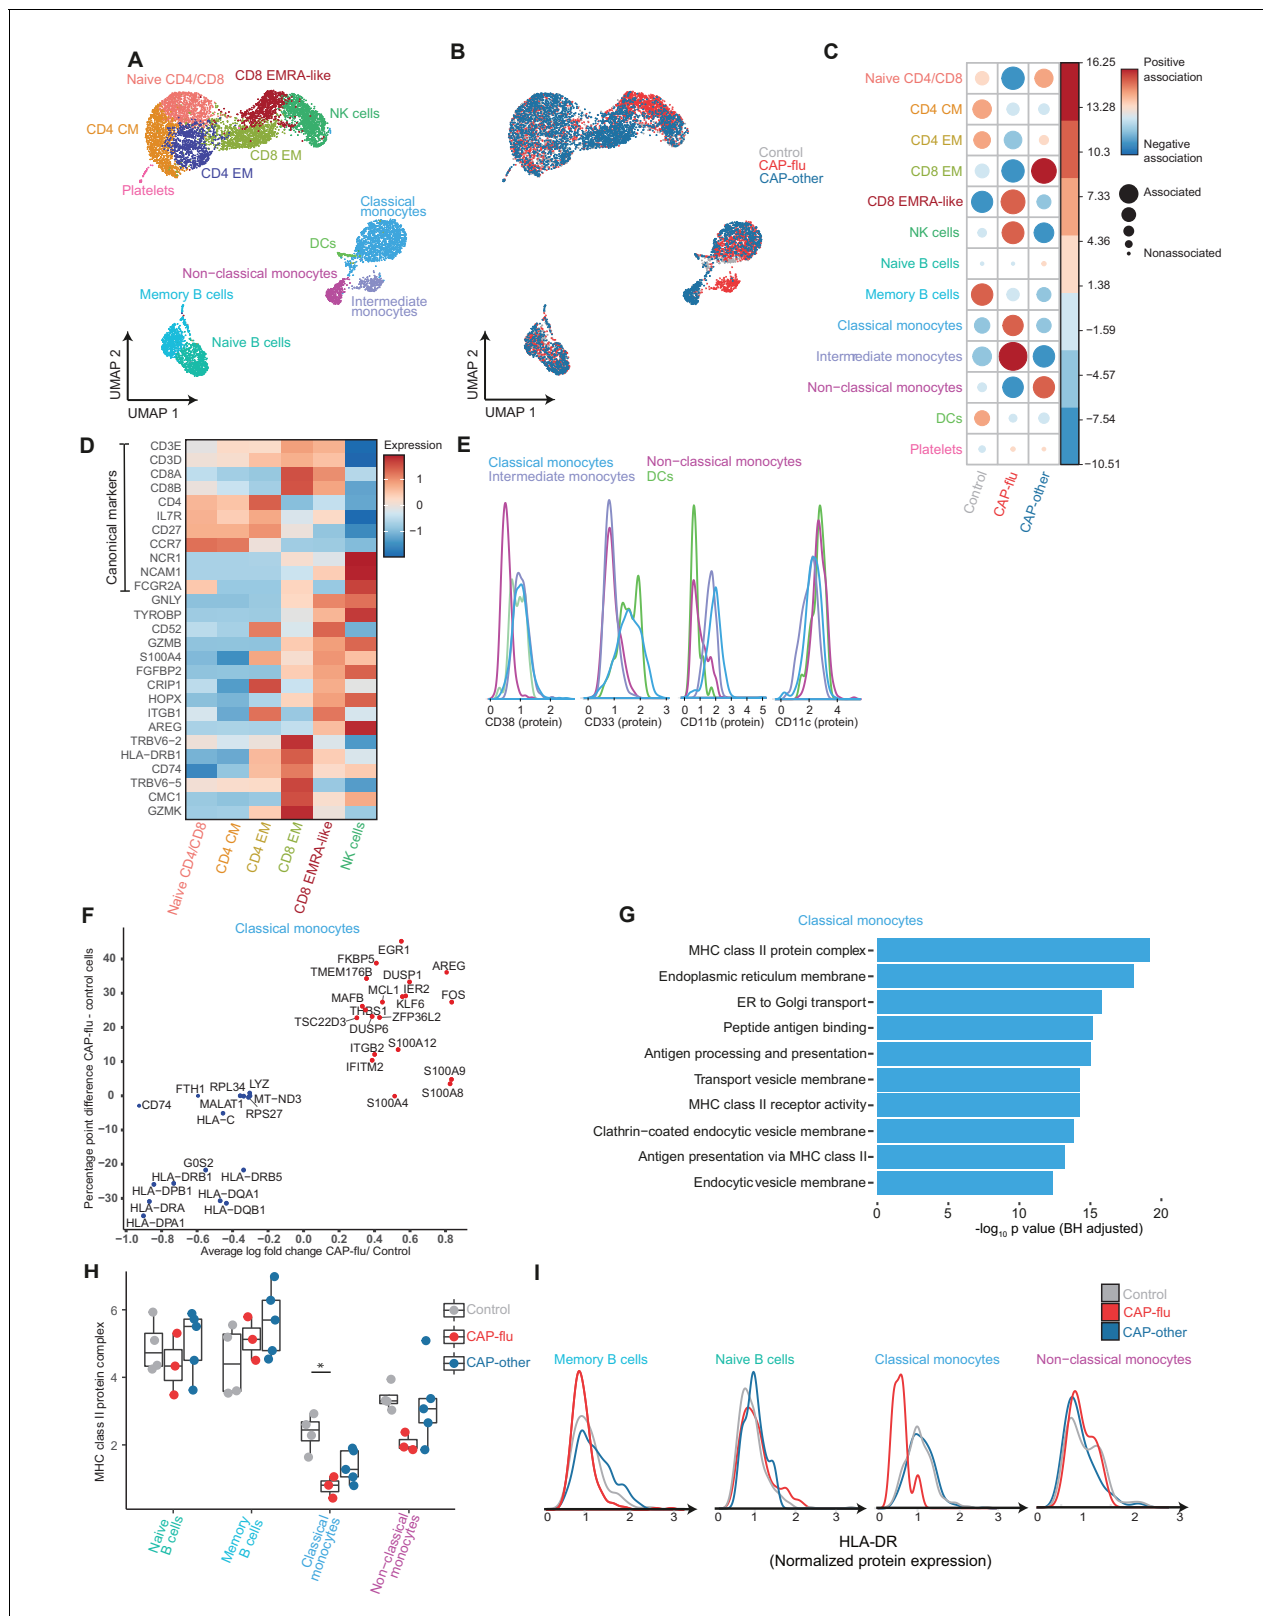 A
Naive CD4/CD8
CD8 EMRA-like
NK cells
CD4 CM
CD8 EM
CD4 EM
Platelets
Classical
monocytes
DCs
Non-classical monocytes
Intermediate
monocytes
Memory B cells
Naive B cells
UMAP 2
UMAP 1
B
Control
CAP-flu
CAP-other
UMAP 2
UMAP 1
C
Naive CD4/CD8
CD4 CM
CD4 EM
CD8 EM
CD8 EMRA-like
NK cells
Naive B cells
Memory B cells
Classical monocytes
Intermediate monocytes
Non-classical monocytes
DCs
Platelets
Control
CAP-flu
CAP-other
16.25
13.28
10.3
7.33
4.36
1.38
−1.59
−4.57
−7.54
−10.51
Positive
association
Negative
association
Associated
Nonassociated
D
Canonical markers
CD3E
CD3D
CD8A
CD8B
CD4
IL7R
CD27
CCR7
NCR1
NCAM1
FCGR2A
GNLY
TYROBP
CD52
GZMB
S100A4
FGFBP2
CRIP1
HOPX
ITGB1
AREG
TRBV6−2
HLA−DRB1
CD74
TRBV6−5
CMC1
GZMK
Naive CD4/CD8
CD4 CM
CD4 EM
CD8 EM
CD8 EMRA-like
NK cells
Expression
1
0
−1
E
Classical monocytes
Non-classical monocytes
Intermediate monocytes
DCs
0 1 2
CD38 (protein)
0 1 2 3
CD33 (protein)
0 1 2 3 4 5
CD11b (protein)
0 2 4
CD11c (protein)
F
Classical monocytes
Percentage point difference CAP-flu - control cells
40
30
20
10
0
−10
−20
−30
EGR1
FKBP5
TMEM176B
AREG
DUSP1
MCL1
IER2
FOS
MAFB
KLF6
THBS1
TSC22D3
ZFP36L2
DUSP6
ITGB2
S100A12
IFITM2
S100A9
S100A8
S100A4
FTH1
RPL34
LYZ
CD74
MALAT1
MT−ND3
RPS27
HLA−C
G0S2
HLA−DRB1
HLA−DRB5
HLA−DPB1
HLA−DQA1
HLA−DRA
HLA−DQB1
HLA−DPA1
−1.0 −0.8 −0.6 −0.4 −0.2 0.0 0.2 0.4 0.6 0.8
Average log fold change CAP-flu/ Control
G
Classical monocytes
MHC class II protein complex
Endoplasmic reticulum membrane
ER to Golgi transport
Peptide antigen binding
Antigen processing and presentation
Transport vesicle membrane
MHC class II receptor activity
Clathrin−coated endocytic vesicle membrane
Antigen presentation via MHC class II
Endocytic vesicle membrane
0 5 10 15 20
-log10 p value (BH adjusted)
H
MHC class II protein complex
6
4
2
*
Control
CAP-flu
CAP-other
Naive
B cells
Memory
B cells
Classical
monocytes
Non-classical
monocytes
I
Control
CAP-flu
CAP-other
Memory B cells
Naive B cells
Classical monocytes
Non-classical monocytes
0 1 2 3
0 1 2 3
0 1 2 3
0 1 2 3
HLA-DR
(Normalized protein expression)